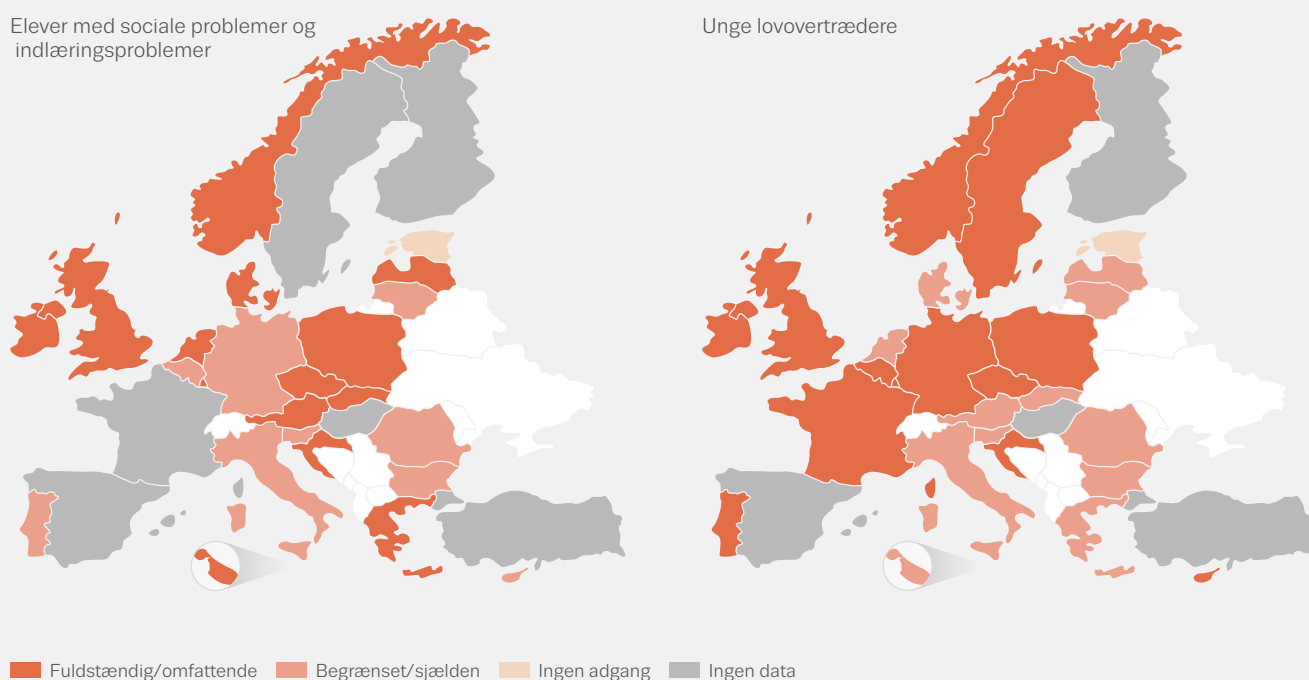 Elever med sociale problemer og
indlæringsproblemer
Unge lovovertrædere
Fuldstændig/omfattende
Begrænset/sjælden
Ingen adgang
Ingen data